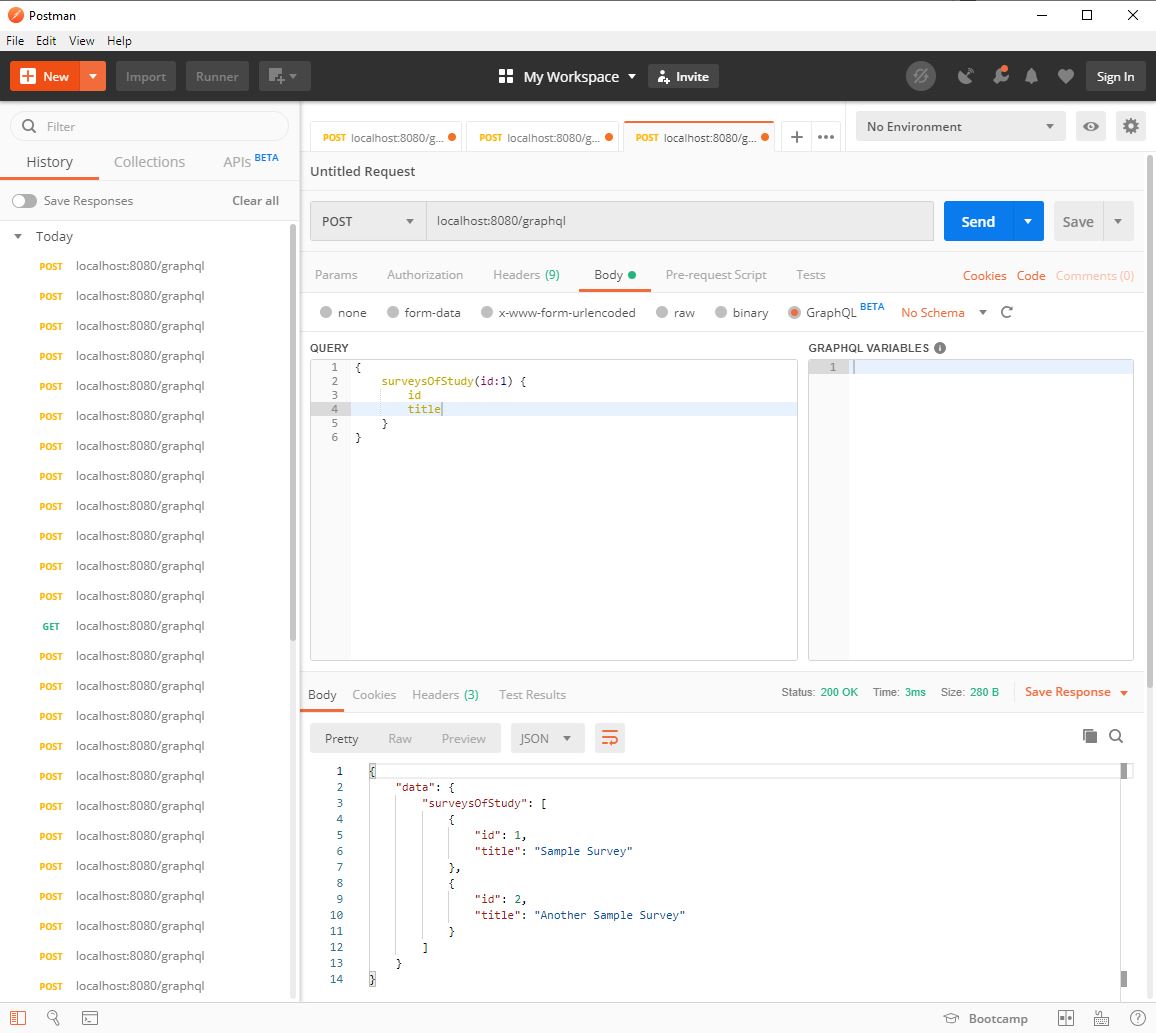 Postman
File Edit View Help
New Import Runner My Workspace Invite Sign In
Filter
History Collections APIs BETA
Save Responses Clear all
Today
POST localhost:8080/graphql
POST localhost:8080/graphql
POST localhost:8080/graphql
POST localhost:8080/graphql
POST localhost:8080/graphql
POST localhost:8080/graphql
POST localhost:8080/graphql
POST localhost:8080/graphql
POST localhost:8080/graphql
POST localhost:8080/graphql
POST localhost:8080/graphql
POST localhost:8080/graphql
GET localhost:8080/graphql
POST localhost:8080/graphql
POST localhost:8080/graphql
POST localhost:8080/graphql
POST localhost:8080/graphql
POST localhost:8080/graphql
POST localhost:8080/graphql
POST localhost:8080/graphql
POST localhost:8080/graphql
POST localhost:8080/graphql
POST localhost:8080/graphql
POST localhost:8080/graphql
POST localhost:8080/graphql
POST localhost:8080/g... POST localhost:8080/g... POST localhost:8080/g... No Environment
Untitled Request
POST localhost:8080/graphql Send Save
Params Authorization Headers (9) Body Pre-request Script Tests Cookies Code Comments (0)
none form-data x-www-form-urlencoded raw binary GraphQL BETA No Schema
QUERY
1 {
2 surveysOfStudy(id:1) {
3 id
4 title
5 }
6 }
GRAPHQL VARIABLES
1
Body Cookies Headers (3) Test Results Status: 200 OK Time: 3ms Size: 280 B Save Response
Pretty Raw Preview JSON
1 {
2 "data": {
3 "surveysOfStudy": [
4 {
5 "id": 1,
6 "title": "Sample Survey"
7 },
8 {
9 "id": 2,
10 "title": "Another Sample Survey"
11 }
12 ]
13 }
14 }
Bootcamp